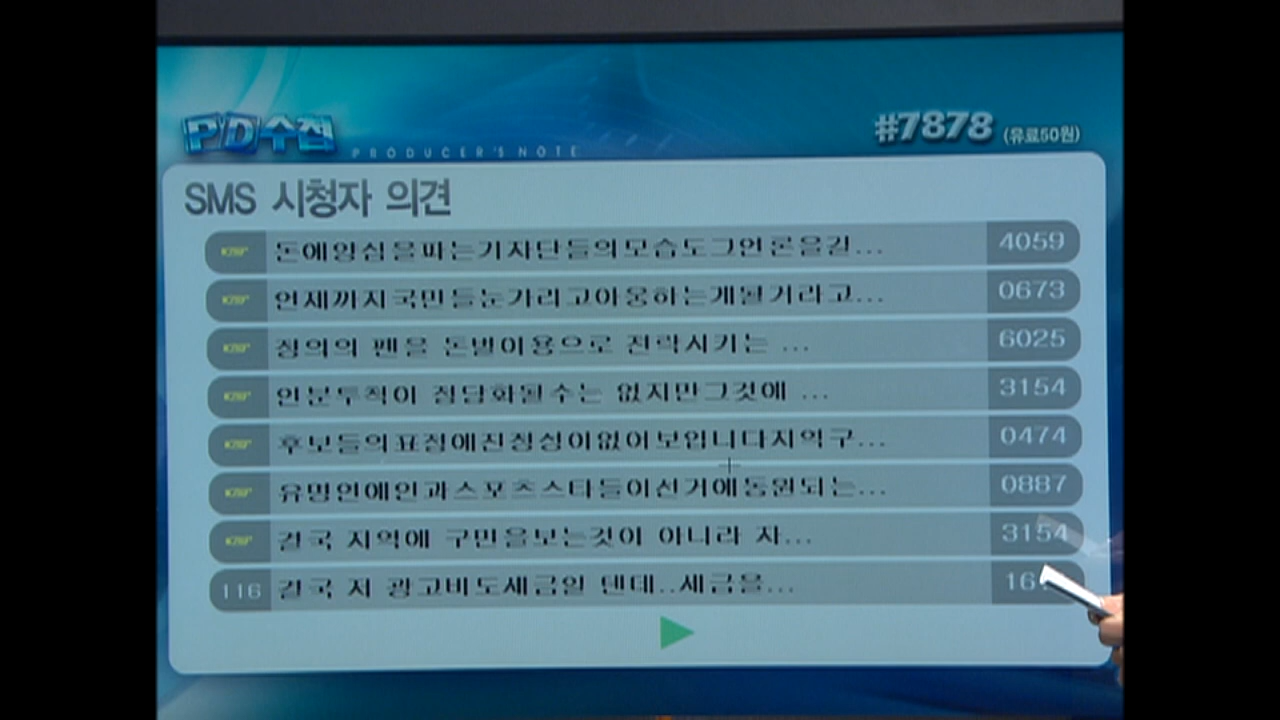 PD수첩
PRODUCER'S NOTE
#7878 (유료50원)
SMS 시청자 의견
돈에양심을파는기자단들의모습도그언론을길... 4059
언제까지국민들눈가리고아웅하는게될거라고... 0673
정의의 펜을 돈벌이용으로 전락시키는 ... 6025
인분투척이 정당화될수는 없지만그것에 ... 3154
후보들의표정에진정성이없어보입니다지역구... 0474
유명연예인과스포츠스타들이선거에동원되는... 0887
결국 지역에 구민을보는것이 아니라 자... 3154
116 결국 저 광고비도세금일 텐데..세금을...